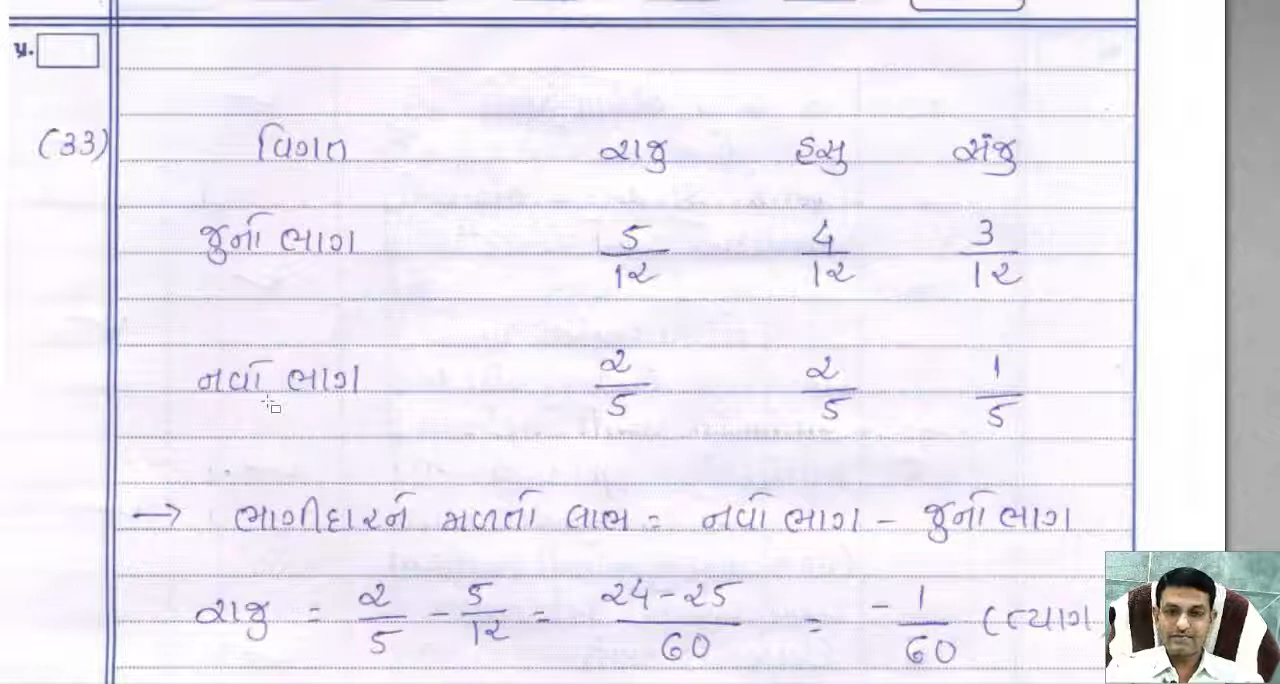 પ્ર.
(33) વિગત રાજુ હસુ સંજુ
જુનો ભાગ 5/12 4/12 3/12
નવો ભાગ 2/5 2/5 1/5
→ ભાગીદારને મળતો લાભ = નવો ભાગ - જુનો ભાગ
રાજુ = 2/5 - 5/12 = 24-25/60 = - 1/60 (ત્યાગ